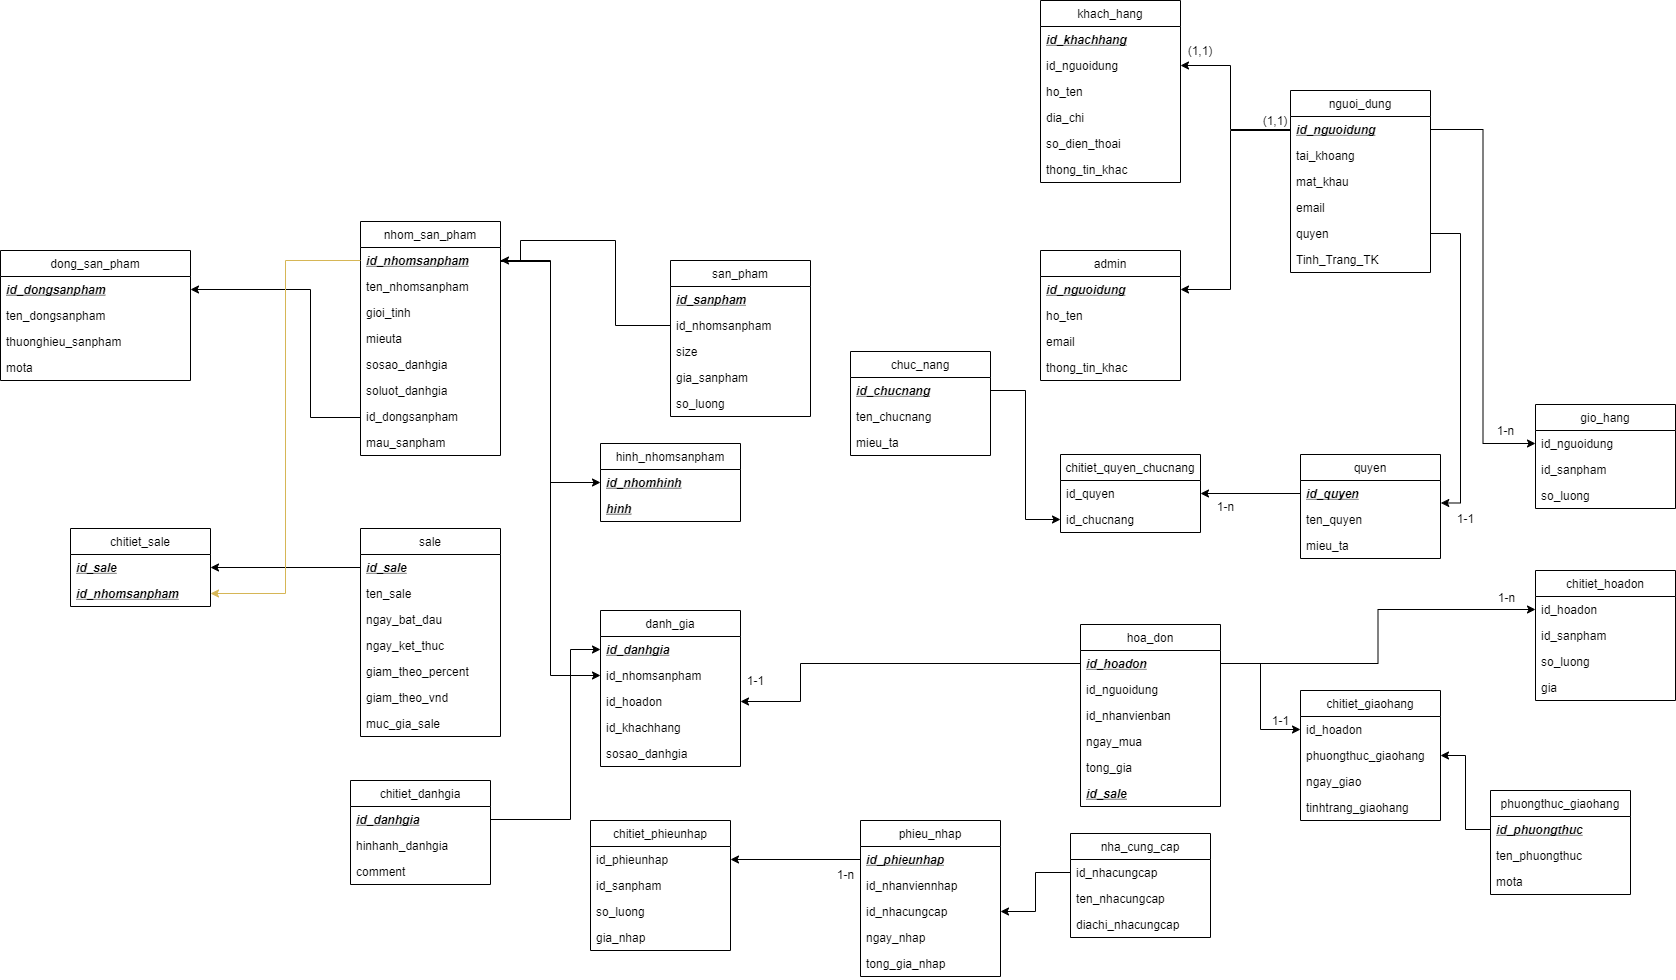 khach_hang
id_khachhang
id_nguoidung
ho_ten
dia_chi
so_dien_thoai
thong_tin_khac
(1,1)
(1,1)
nguoi_dung
id_nguoidung
tai_khoang
mat_khau
email
quyen
Tinh_Trang_TK
dong_san_pham
id_dongsanpham
ten_dongsanpham
thuonghieu_sanpham
mota
nhom_san_pham
id_nhomsanpham
ten_nhomsanpham
gioi_tinh
mieuta
sosao_danhgia
soluot_danhgia
id_dongsanpham
mau_sanpham
san_pham
id_sanpham
id_nhomsanpham
size
gia_sanpham
so_luong
admin
id_nguoidung
ho_ten
email
thong_tin_khac
chuc_nang
id_chucnang
ten_chucnang
mieu_ta
hinh_nhomsanpham
id_nhomhinh
hinh
chitiet_quyen_chucnang
id_quyen
id_chucnang
1-n
quyen
id_quyen
ten_quyen
mieu_ta
1-1
1-n
gio_hang
id_nguoidung
id_sanpham
so_luong
chitiet_sale
id_sale
id_nhomsanpham
sale
id_sale
ten_sale
ngay_bat_dau
ngay_ket_thuc
giam_theo_percent
giam_theo_vnd
muc_gia_sale
danh_gia
id_danhgia
id_nhomsanpham
id_hoadon
id_khachhang
sosao_danhgia
1-1
hoa_don
id_hoadon
id_nguoidung
id_nhanvienban
ngay_mua
tong_gia
id_sale
1-n
chitiet_hoadon
id_hoadon
id_sanpham
so_luong
gia
1-1
chitiet_giaohang
id_hoadon
phuongthuc_giaohang
ngay_giao
tinhtrang_giaohang
phuongthuc_giaohang
id_phuongthuc
ten_phuongthuc
mota
chitiet_danhgia
id_danhgia
hinhanh_danhgia
comment
chitiet_phieunhap
id_phieunhap
id_sanpham
so_luong
gia_nhap
1-n
phieu_nhap
id_phieunhap
id_nhanviennhap
id_nhacungcap
ngay_nhap
tong_gia_nhap
nha_cung_cap
id_nhacungcap
ten_nhacungcap
diachi_nhacungcap